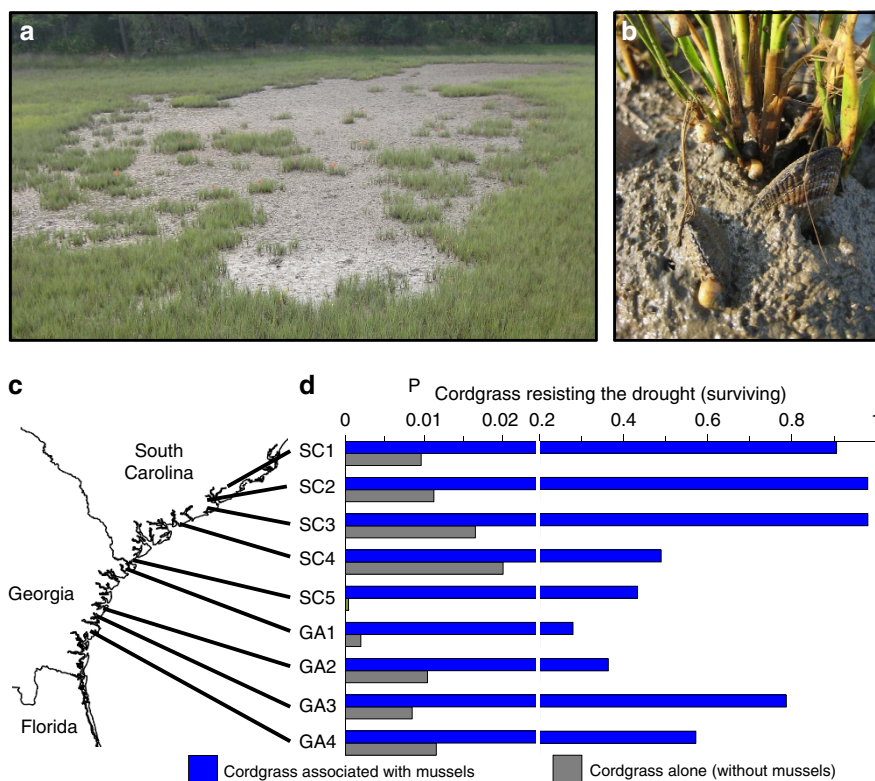 a
b
c
South
Carolina
Georgia
Florida
d
P
Cordgrass resisting the drought (surviving)
0 0.01 0.02 0.2 0.4 0.6 0.8 1
SC1
SC2
SC3
SC4
SC5
GA1
GA2
GA3
GA4
Cordgrass associated with mussels
Cordgrass alone (without mussels)